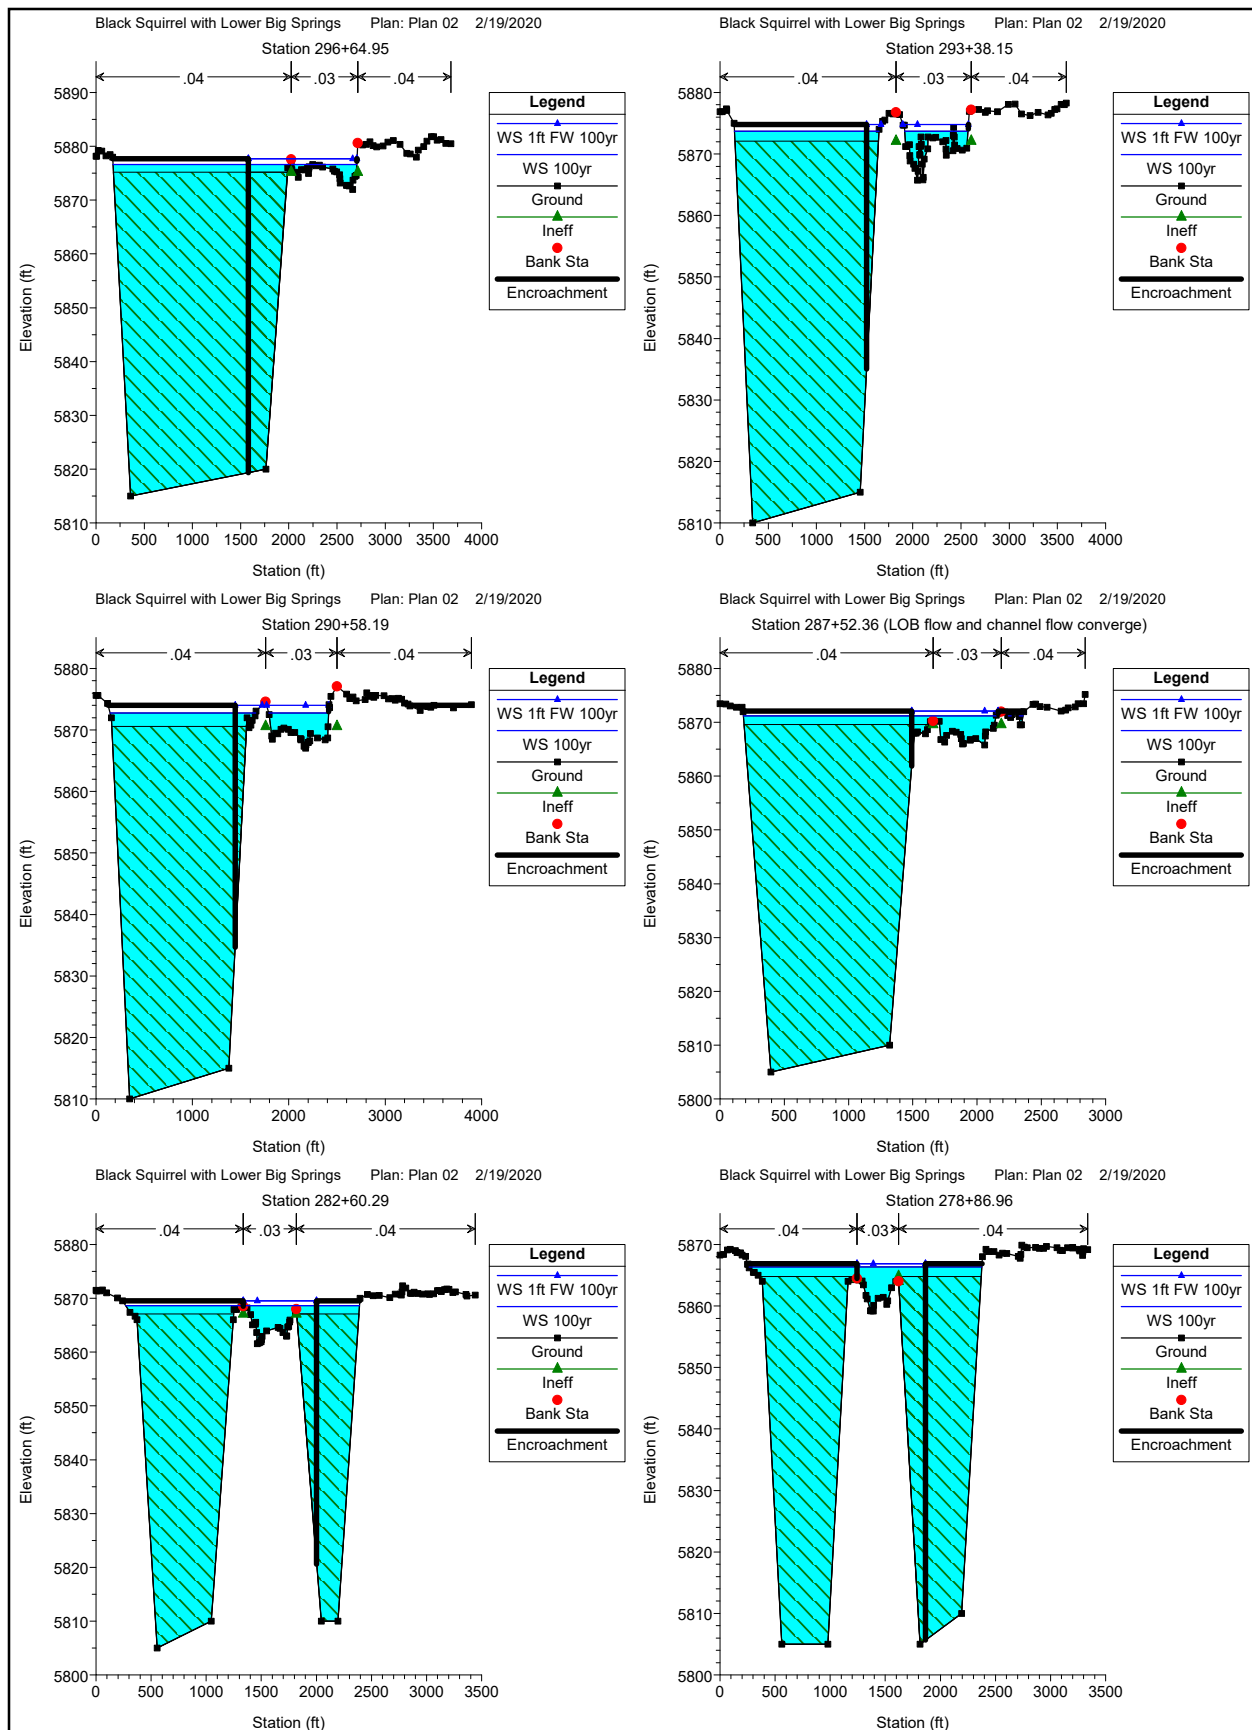 Black Squirrel with Lower Big Springs Plan: Plan 02 2/19/2020
Station 296+64.95
.04 .03 .04
Elevation (ft)
5890
5880
5870
5860
5850
5840
5830
5820
5810
0 500 1000 1500 2000 2500 3000 3500 4000
Station (ft)
Legend
WS 1ft FW 100yr
WS 100yr
Ground
Ineff
Bank Sta
Encroachment
Black Squirrel with Lower Big Springs Plan: Plan 02 2/19/2020
Station 293+38.15
.04 .03 .04
Elevation (ft)
5880
5870
5860
5850
5840
5830
5820
5810
0 500 1000 1500 2000 2500 3000 3500 4000
Station (ft)
Legend
WS 1ft FW 100yr
WS 100yr
Ground
Ineff
Bank Sta
Encroachment
Black Squirrel with Lower Big Springs Plan: Plan 02 2/19/2020
Station 290+58.19
.04 .03 .04
Elevation (ft)
5880
5870
5860
5850
5840
5830
5820
5810
0 1000 2000 3000 4000
Station (ft)
Legend
WS 1ft FW 100yr
WS 100yr
Ground
Ineff
Bank Sta
Encroachment
Black Squirrel with Lower Big Springs Plan: Plan 02 2/19/2020
Station 287+52.36 (LOB flow and channel flow converge)
.04 .03 .04
Elevation (ft)
5880
5870
5860
5850
5840
5830
5820
5810
5800
0 500 1000 1500 2000 2500 3000
Station (ft)
Legend
WS 1ft FW 100yr
WS 100yr
Ground
Ineff
Bank Sta
Encroachment
Black Squirrel with Lower Big Springs Plan: Plan 02 2/19/2020
Station 282+60.29
.04 .03 .04
Elevation (ft)
5880
5870
5860
5850
5840
5830
5820
5810
5800
0 500 1000 1500 2000 2500 3000 3500
Station (ft)
Legend
WS 1ft FW 100yr
WS 100yr
Ground
Ineff
Bank Sta
Encroachment
Black Squirrel with Lower Big Springs Plan: Plan 02 2/19/2020
Station 278+86.96
.04 .03 .04
Elevation (ft)
5870
5860
5850
5840
5830
5820
5810
5800
0 500 1000 1500 2000 2500 3000 3500
Station (ft)
Legend
WS 1ft FW 100yr
WS 100yr
Ground
Ineff
Bank Sta
Encroachment